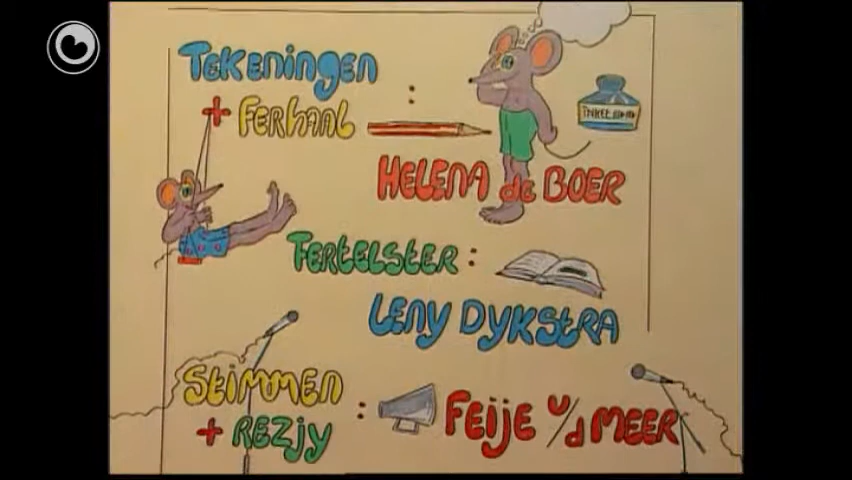 Tekeningen :
+ Ferhaal
HELENA de BOER
Fertelster :
LENY DYKSTRA
Stimmen
+ Rezjy :
Feije v/d MEER